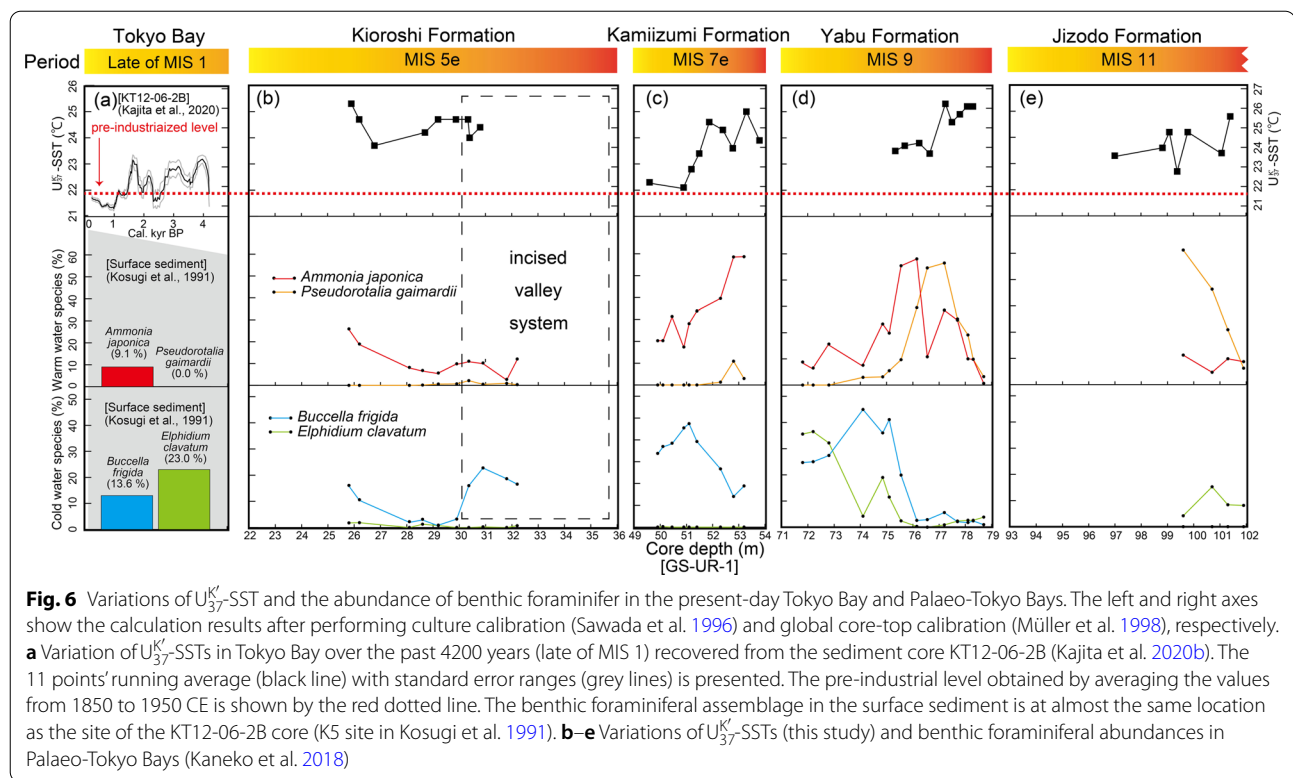 Tokyo Bay Kioroshi Formation Kamiizumi Formation Yabu Formation Jizodo Formation
Period Late of MIS 1 MIS 5e MIS 7e MIS 9 MIS 11
(a) [KT12-06-2B]
(Kajita et al., 2020)
pre-industriaized level
(b)
(c)
(d)
(e)
26
25
24
23
22
21
U37K′-SST (℃)
27
26
25
24
23
22
21
U37K′-SST (℃)
0 1 2 3 4
Cal. kyr BP
[Surface sediment]
(Kosugi et al., 1991)
Ammonia
japonica
(9.1 %)
Pseudorotalia
gaimardii
(0.0 %)
Warm water species (%)
60
50
40
30
20
10
0
Ammonia japonica
Pseudorotalia gaimardii
incised
valley
system
[Surface sediment]
(Kosugi et al., 1991)
Elphidium
clavatum
(23.0 %)
Buccella
frigida
(13.6 %)
Cold water species (%)
50
40
30
20
10
0
Buccella frigida
Elphidium clavatum
22 23 24 25 26 27 28 29 30 31 32 33 34 35 36
49 50 51 52 53 54
71 72 73 74 75 76 77 78 79
93 94 95 96 97 98 99 100 101 102
Core depth (m)
[GS-UR-1]
Fig. 6 Variations of U37K′-SST and the abundance of benthic foraminifer in the present-day Tokyo Bay and Palaeo-Tokyo Bays. The left and right axes
show the calculation results after performing culture calibration (Sawada et al. 1996) and global core-top calibration (Müller et al. 1998), respectively.
a Variation of U37K′-SSTs in Tokyo Bay over the past 4200 years (late of MIS 1) recovered from the sediment core KT12-06-2B (Kajita et al. 2020b). The
11 points' running average (black line) with standard error ranges (grey lines) is presented. The pre-industrial level obtained by averaging the values
from 1850 to 1950 CE is shown by the red dotted line. The benthic foraminiferal assemblage in the surface sediment is at almost the same location
as the site of the KT12-06-2B core (K5 site in Kosugi et al. 1991). b–e Variations of U37K′-SSTs (this study) and benthic foraminiferal abundances in
Palaeo-Tokyo Bays (Kaneko et al. 2018)